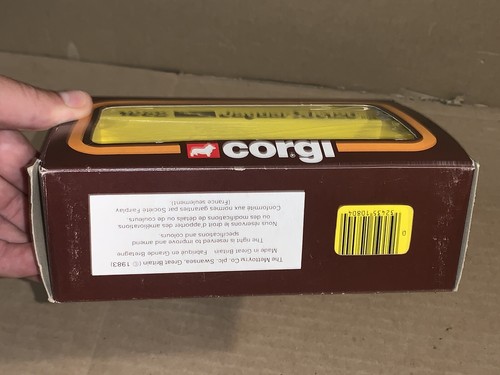 corgi
The Mettoy Co. plc. Swansea, Great Britain © 1983)
Made in Great Britain Fabriqué en Grande Bretagne
The right is reserved to improve and amend
specifications and colours
Nous réservons le droit d'apporter des améliorations
ou des modifications de détails ou de couleurs.
Conformité aux normes garanties par Société Fairplay
(France seulement)
0